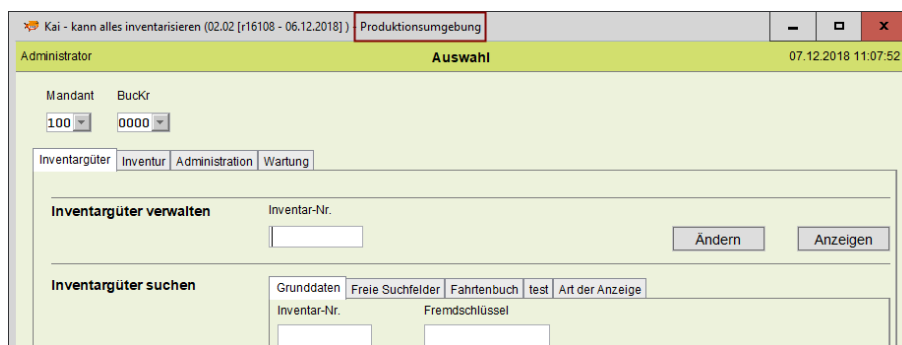 Kai - kann alles inventarisieren (02.02 [r16108 - 06.12.2018] ) - Produktionsumgebung
Administrator Auswahl 07.12.2018 11:07:52
Mandant BucKr
100 0000
Inventargüter Inventur Administration Wartung
Inventargüter verwalten Inventar-Nr.
Ändern Anzeigen
Inventargüter suchen Grunddaten Freie Suchfelder Fahrtenbuch test Art der Anzeige
Inventar-Nr. Fremdschlüssel